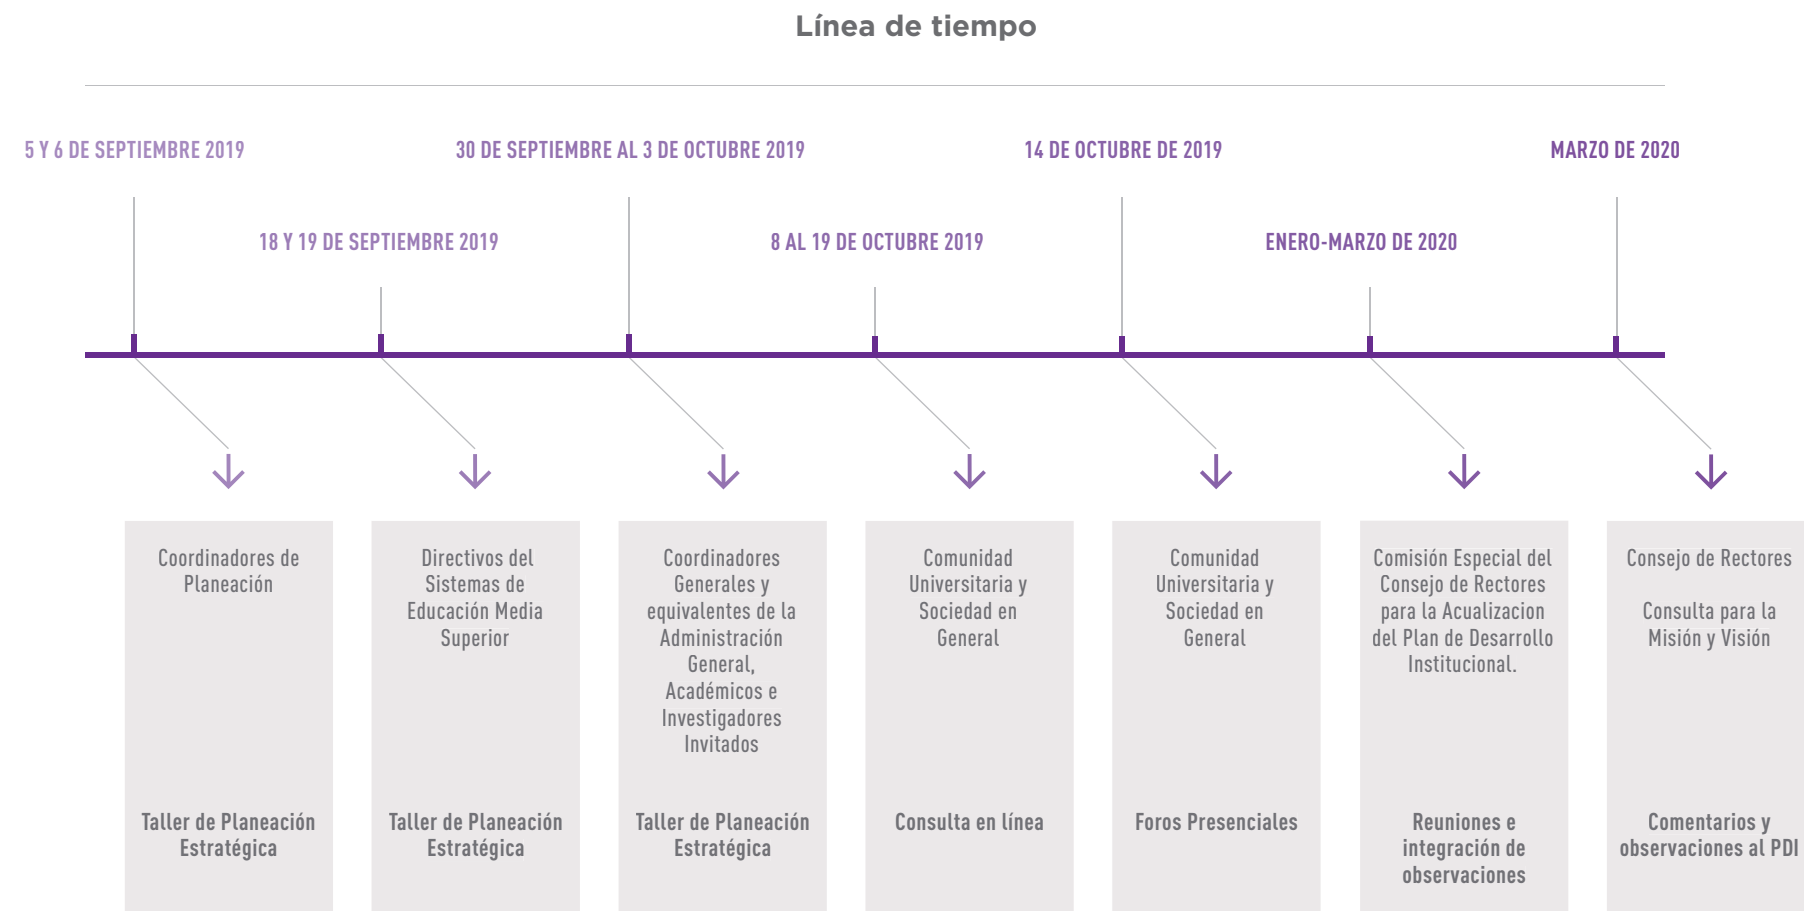 Línea de tiempo
5 Y 6 DE SEPTIEMBRE 2019
30 DE SEPTIEMBRE AL 3 DE OCTUBRE 2019
14 DE OCTUBRE DE 2019
MARZO DE 2020
18 Y 19 DE SEPTIEMBRE 2019
8 AL 19 DE OCTUBRE 2019
ENERO-MARZO DE 2020
Coordinadores de
Planeación
Taller de Planeación
Estratégica
Directivos del
Sistemas de
Educación Media
Superior
Taller de Planeación
Estratégica
Coordinadores
Generales y
equivalentes de la
Administración
General,
Académicos e
Investigadores
Invitados
Taller de Planeación
Estratégica
Comunidad
Universitaria y
Sociedad en
General
Consulta en línea
Comunidad
Universitaria y
Sociedad en
General
Foros Presenciales
Comisión Especial del
Consejo de Rectores
para la Acualizacion
del Plan de Desarrollo
Institucional.
Reuniones e
integración de
observaciones
Consejo de Rectores
Consulta para la
Misión y Visión
Comentarios y
observaciones al PDI